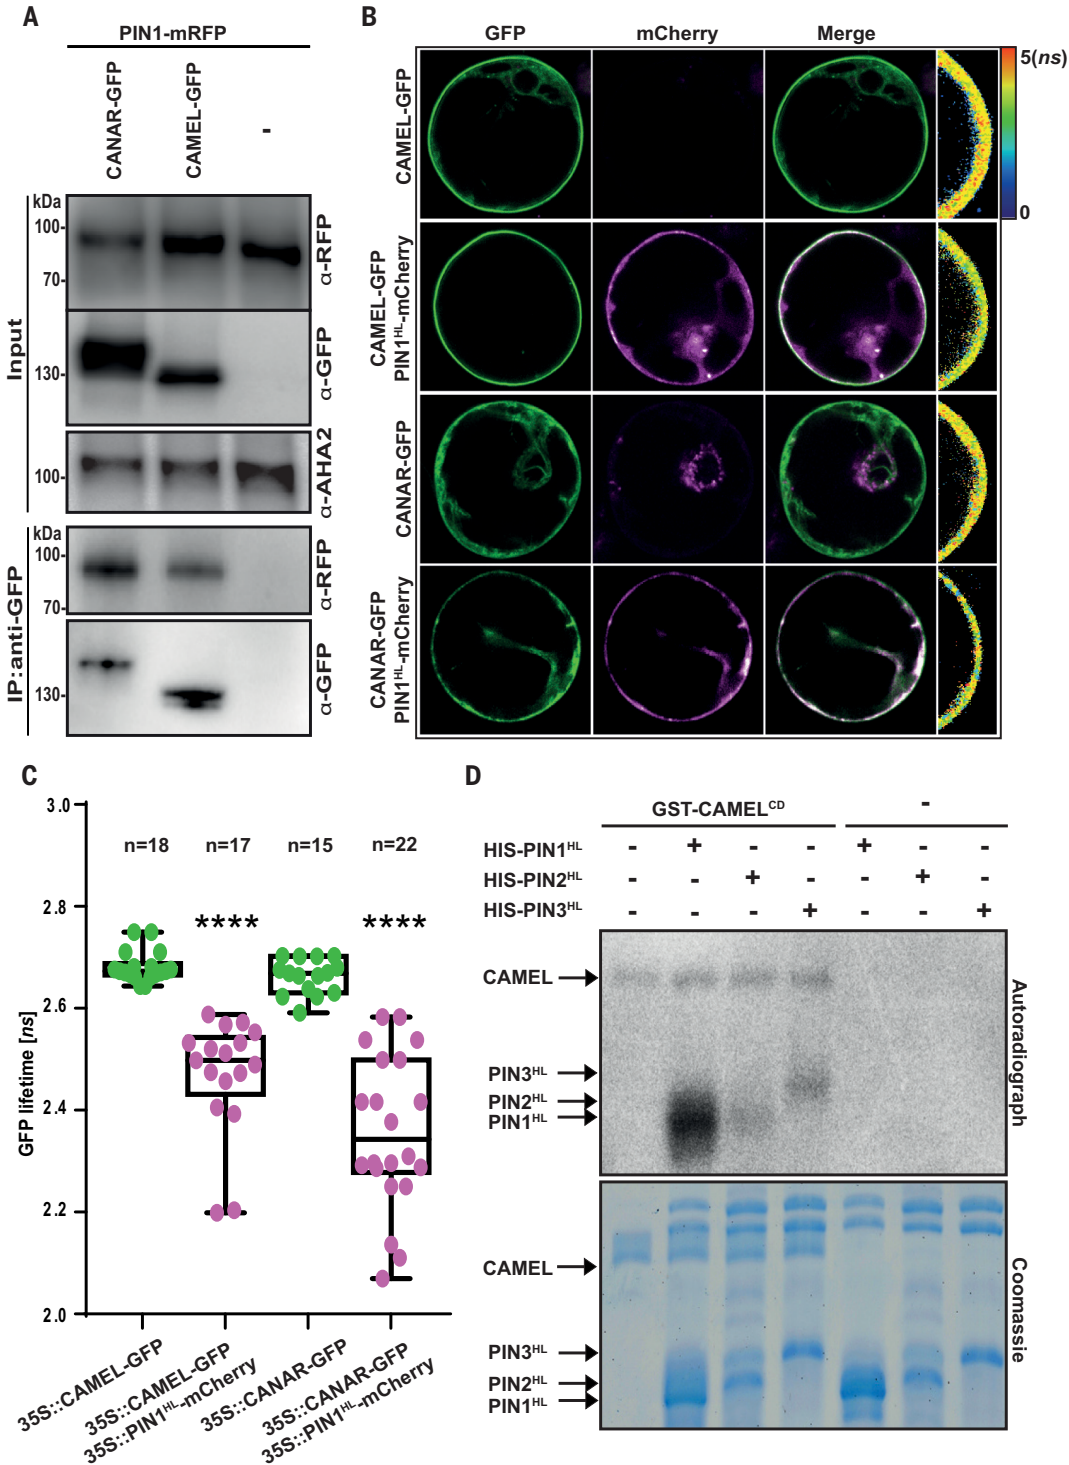 A
PIN1-mRFP
CANAR-GFP
CAMEL-GFP
-
Input
kDa
100-
70-
α-RFP
130-
α-GFP
100-
α-AHA2
IP:anti-GFP
kDa
100-
70-
α-RFP
130-
α-GFP
B
GFP mCherry Merge
CAMEL-GFP
5(ns)
0
CAMEL-GFP
PIN1HL-mCherry
CANAR-GFP
CANAR-GFP
PIN1HL-mCherry
C
GFP lifetime [ns]
3.0
2.8
2.6
2.4
2.2
2.0
n=18 n=17 n=15 n=22
**** ****
35S::CAMEL-GFP
35S::CAMEL-GFP
35S::PIN1HL-mCherry
35S::CANAR-GFP
35S::CANAR-GFP
35S::PIN1HL-mCherry
D
GST-CAMELCD -
HIS-PIN1HL - + - - + - -
HIS-PIN2HL - - + - - + -
HIS-PIN3HL - - - + - - +
CAMEL
PIN3HL
PIN2HL
PIN1HL
Autoradiograph
CAMEL
PIN3HL
PIN2HL
PIN1HL
Coomassie